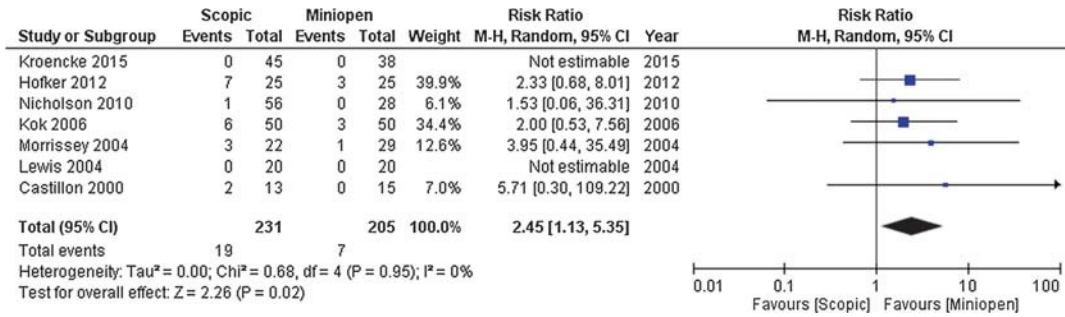 Scopic Miniopen Risk Ratio Risk Ratio
Study or Subgroup Events Total Events Total Weight M-H, Random, 95% CI Year M-H, Random, 95% CI
Kroencke 2015 0 45 0 38 Not estimable 2015
Hofker 2012 7 25 3 25 39.9% 2.33 [0.68, 8.01] 2012
Nicholson 2010 1 56 0 28 6.1% 1.53 [0.06, 36.31] 2010
Kok 2006 6 50 3 50 34.4% 2.00 [0.53, 7.56] 2006
Morrissey 2004 3 22 1 29 12.6% 3.95 [0.44, 35.49] 2004
Lewis 2004 0 20 0 20 Not estimable 2004
Castillon 2000 2 13 0 15 7.0% 5.71 [0.30, 109.22] 2000
Total (95% CI) 231 205 100.0% 2.45 [1.13, 5.35]
Total events 19 7
Heterogeneity: Tau² = 0.00; Chi² = 0.68, df = 4 (P = 0.95); I² = 0%
Test for overall effect: Z = 2.26 (P = 0.02)
0.01 0.1 1 10 100
Favours [Scopic] Favours [Miniopen]